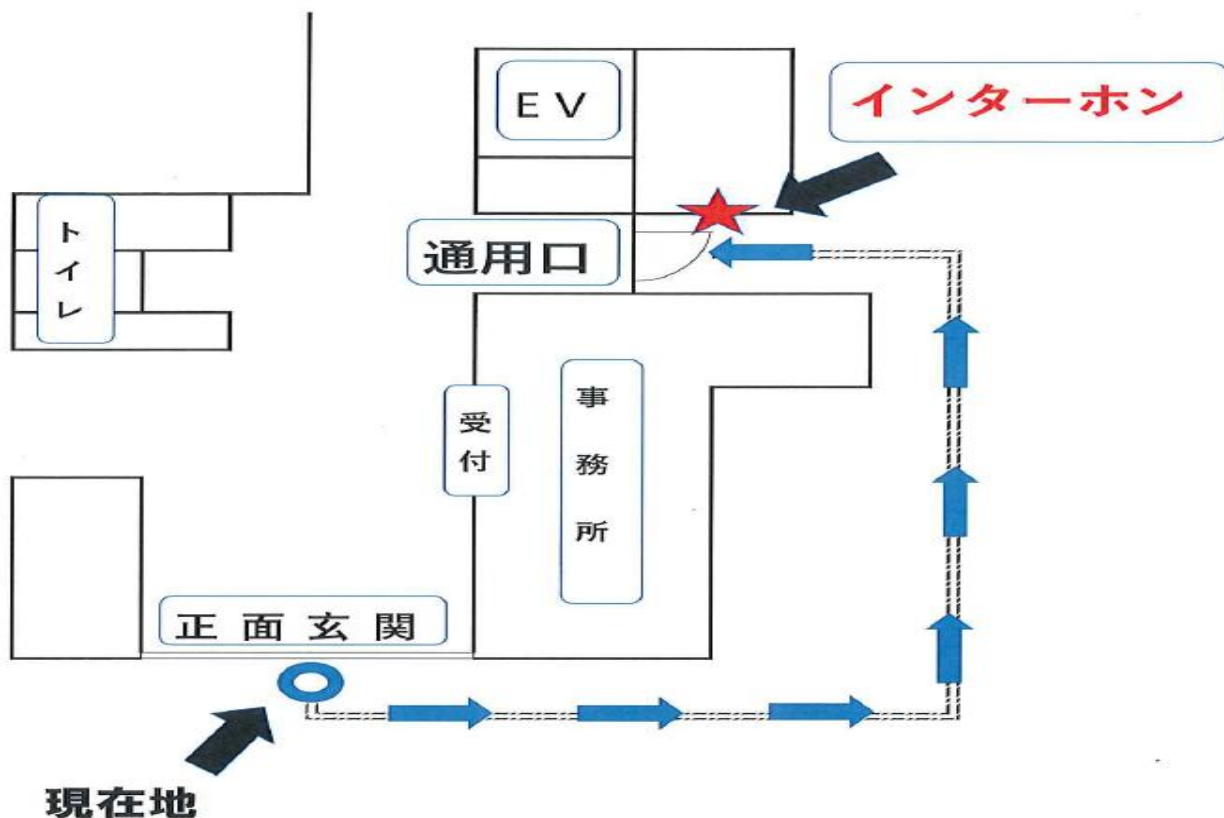 EV
インターホン
トイレ
通用口
受付
事務所
正面玄関
現在地